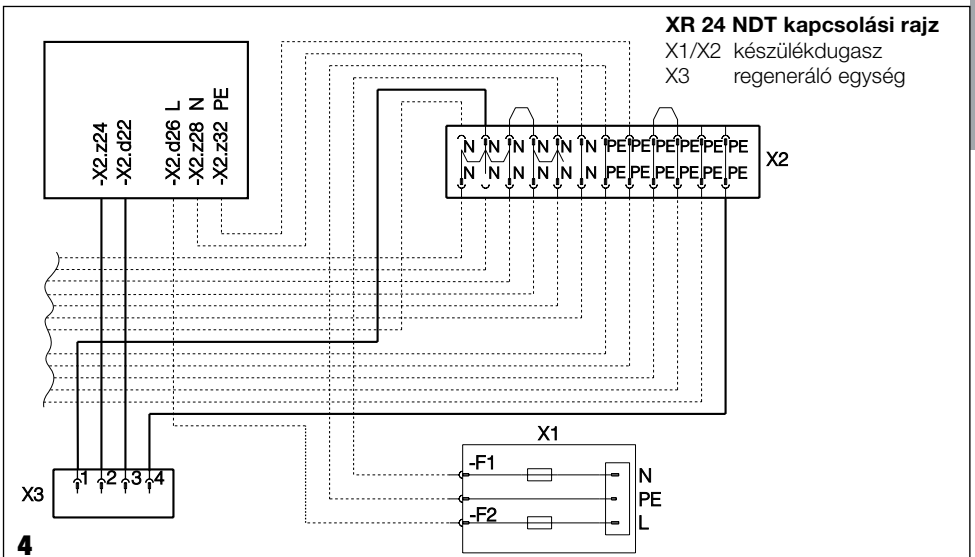 XR 24 NDT kapcsolási rajz
X1/X2 készülékdugasz
X3 regeneráló egység
-X2.z24
-X2.d22
-X2.d26 L
-X2.z28 N
-X2.z32 PE
N N N N N PE PE PE PE PE PE
N N N N N PE PE PE PE PE PE
X2
X1
-F1
N
PE
-F2
L
X3
1 2 3 4
4